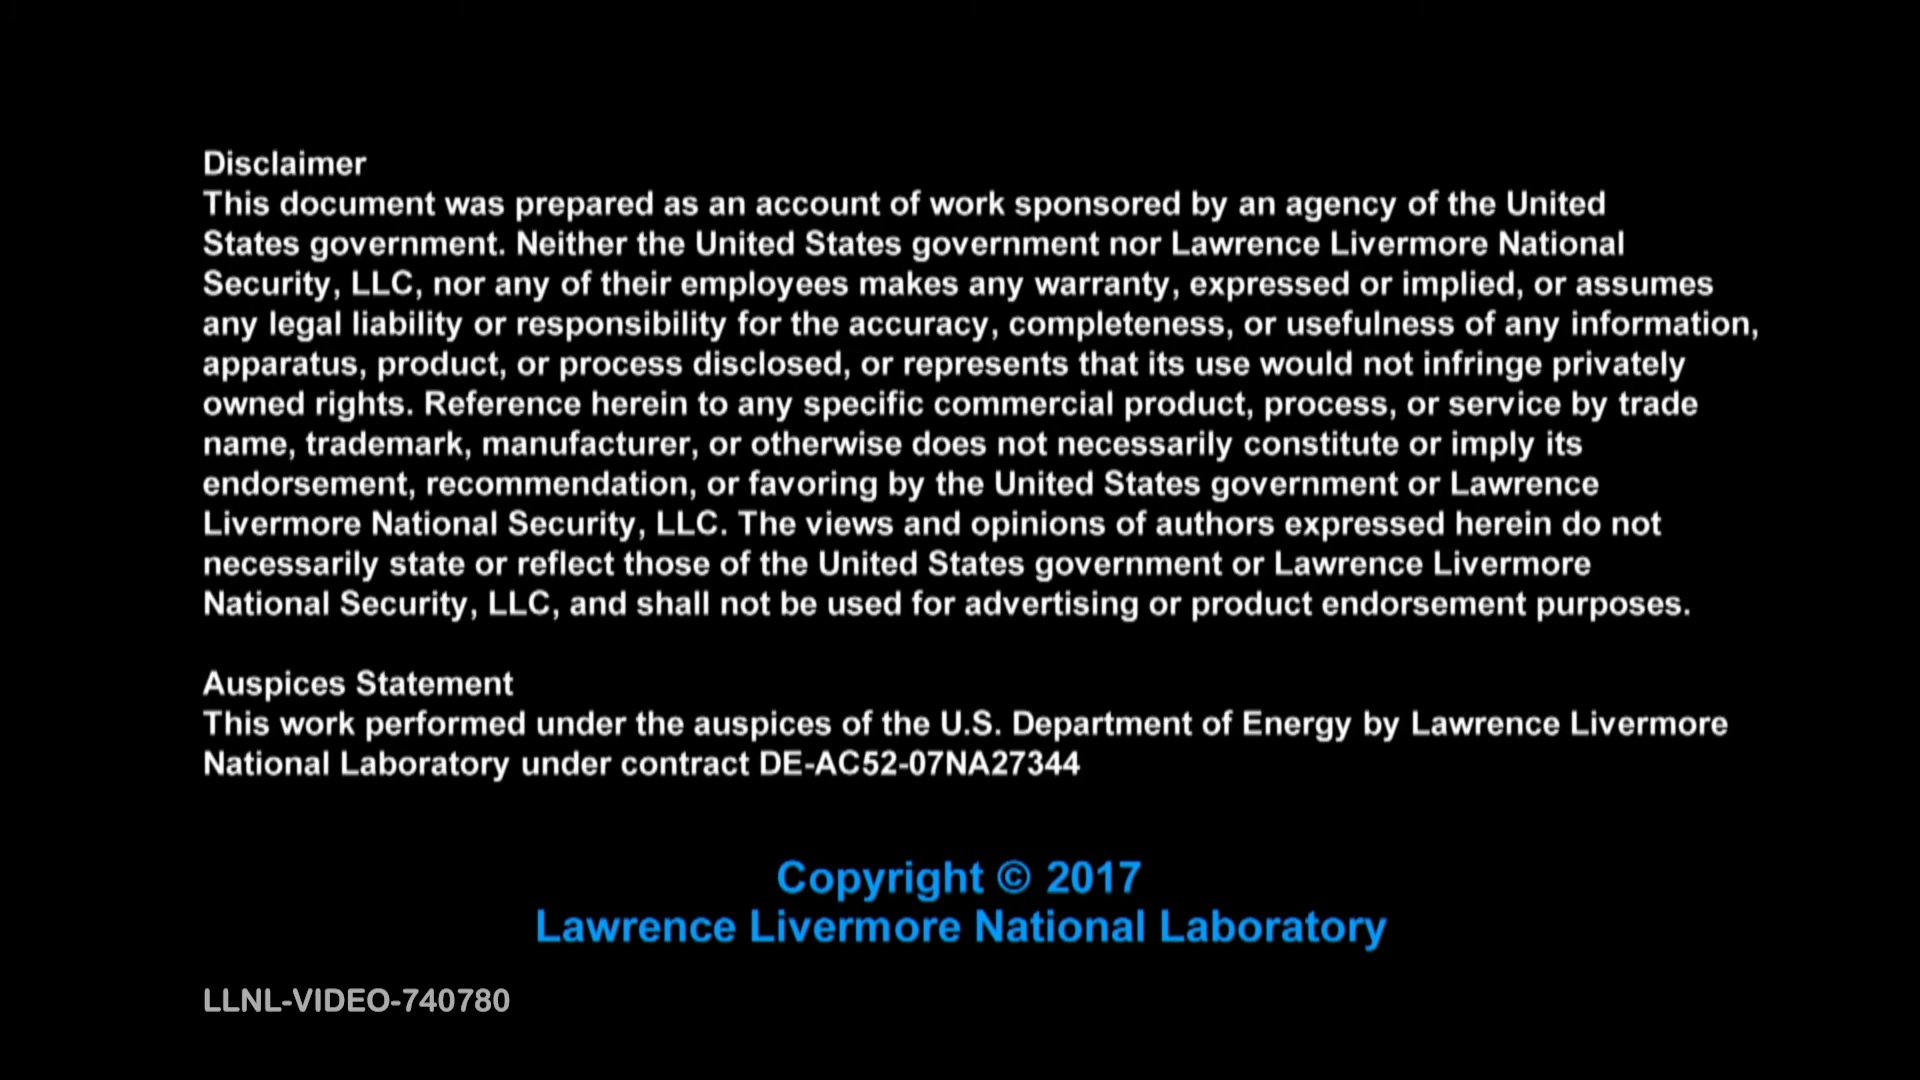 Disclaimer
This document was prepared as an account of work sponsored by an agency of the United
States government. Neither the United States government nor Lawrence Livermore National
Security, LLC, nor any of their employees makes any warranty, expressed or implied, or assumes
any legal liability or responsibility for the accuracy, completeness, or usefulness of any information,
apparatus, product, or process disclosed, or represents that its use would not infringe privately
owned rights. Reference herein to any specific commercial product, process, or service by trade
name, trademark, manufacturer, or otherwise does not necessarily constitute or imply its
endorsement, recommendation, or favoring by the United States government or Lawrence
Livermore National Security, LLC. The views and opinions of authors expressed herein do not
necessarily state or reflect those of the United States government or Lawrence Livermore
National Security, LLC, and shall not be used for advertising or product endorsement purposes.
Auspices Statement
This work performed under the auspices of the U.S. Department of Energy by Lawrence Livermore
National Laboratory under contract DE-AC52-07NA27344
Copyright © 2017
Lawrence Livermore National Laboratory
LLNL-VIDEO-740780